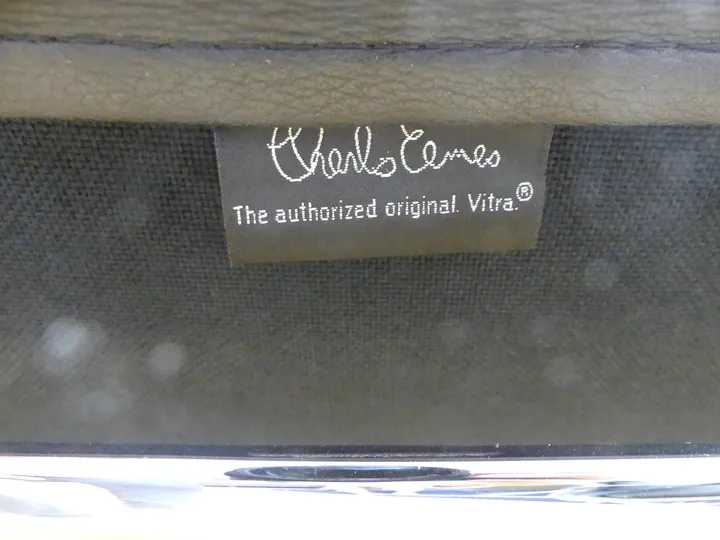 Charles Eames
The authorized original. Vitra.®